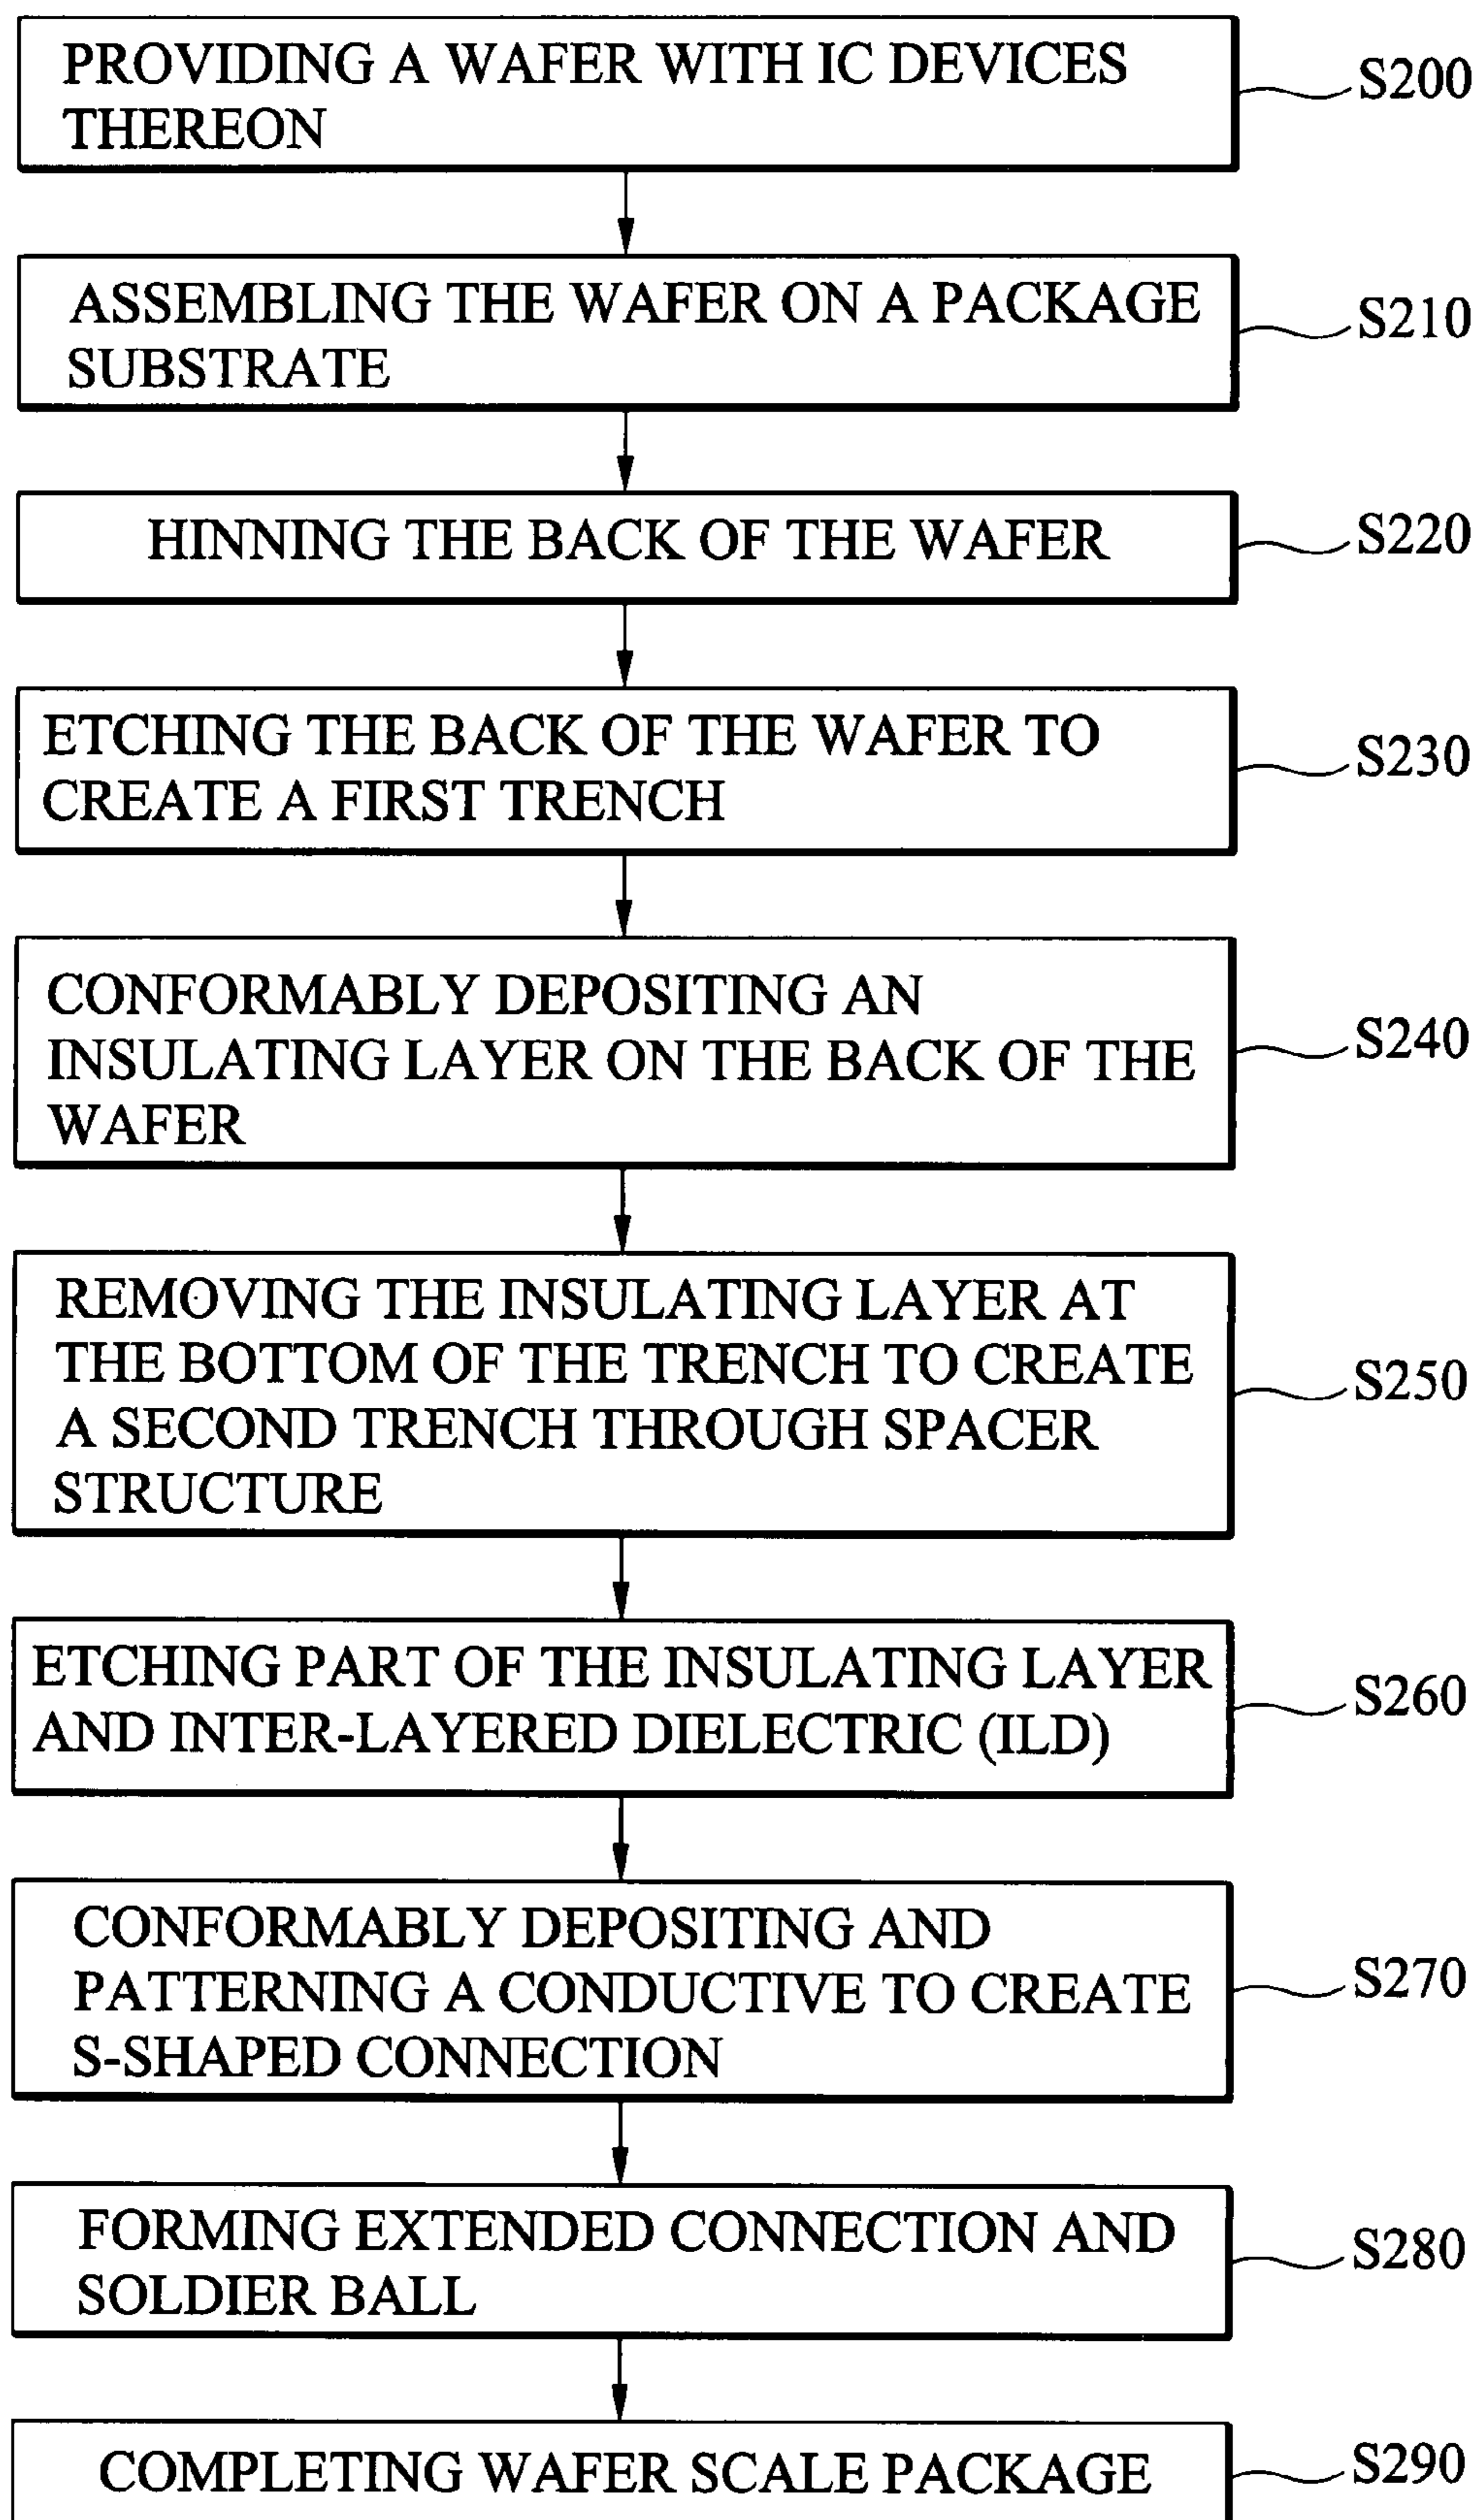 PROVIDING A WAFER WITH IC DEVICES
THEREON
S200
ASSEMBLING THE WAFER ON A PACKAGE
SUBSTRATE
S210
HINNING THE BACK OF THE WAFER
S220
ETCHING THE BACK OF THE WAFER TO
CREATE A FIRST TRENCH
S230
CONFORMABLY DEPOSITING AN
INSULATING LAYER ON THE BACK OF THE
WAFER
S240
REMOVING THE INSULATING LAYER AT
THE BOTTOM OF THE TRENCH TO CREATE
A SECOND TRENCH THROUGH SPACER
STRUCTURE
S250
ETCHING PART OF THE INSULATING LAYER
AND INTER-LAYERED DIELECTRIC (ILD)
S260
CONFORMABLY DEPOSITING AND
PATTERNING A CONDUCTIVE TO CREATE
S-SHAPED CONNECTION
S270
FORMING EXTENDED CONNECTION AND
SOLDIER BALL
S280
COMPLETING WAFER SCALE PACKAGE
S290